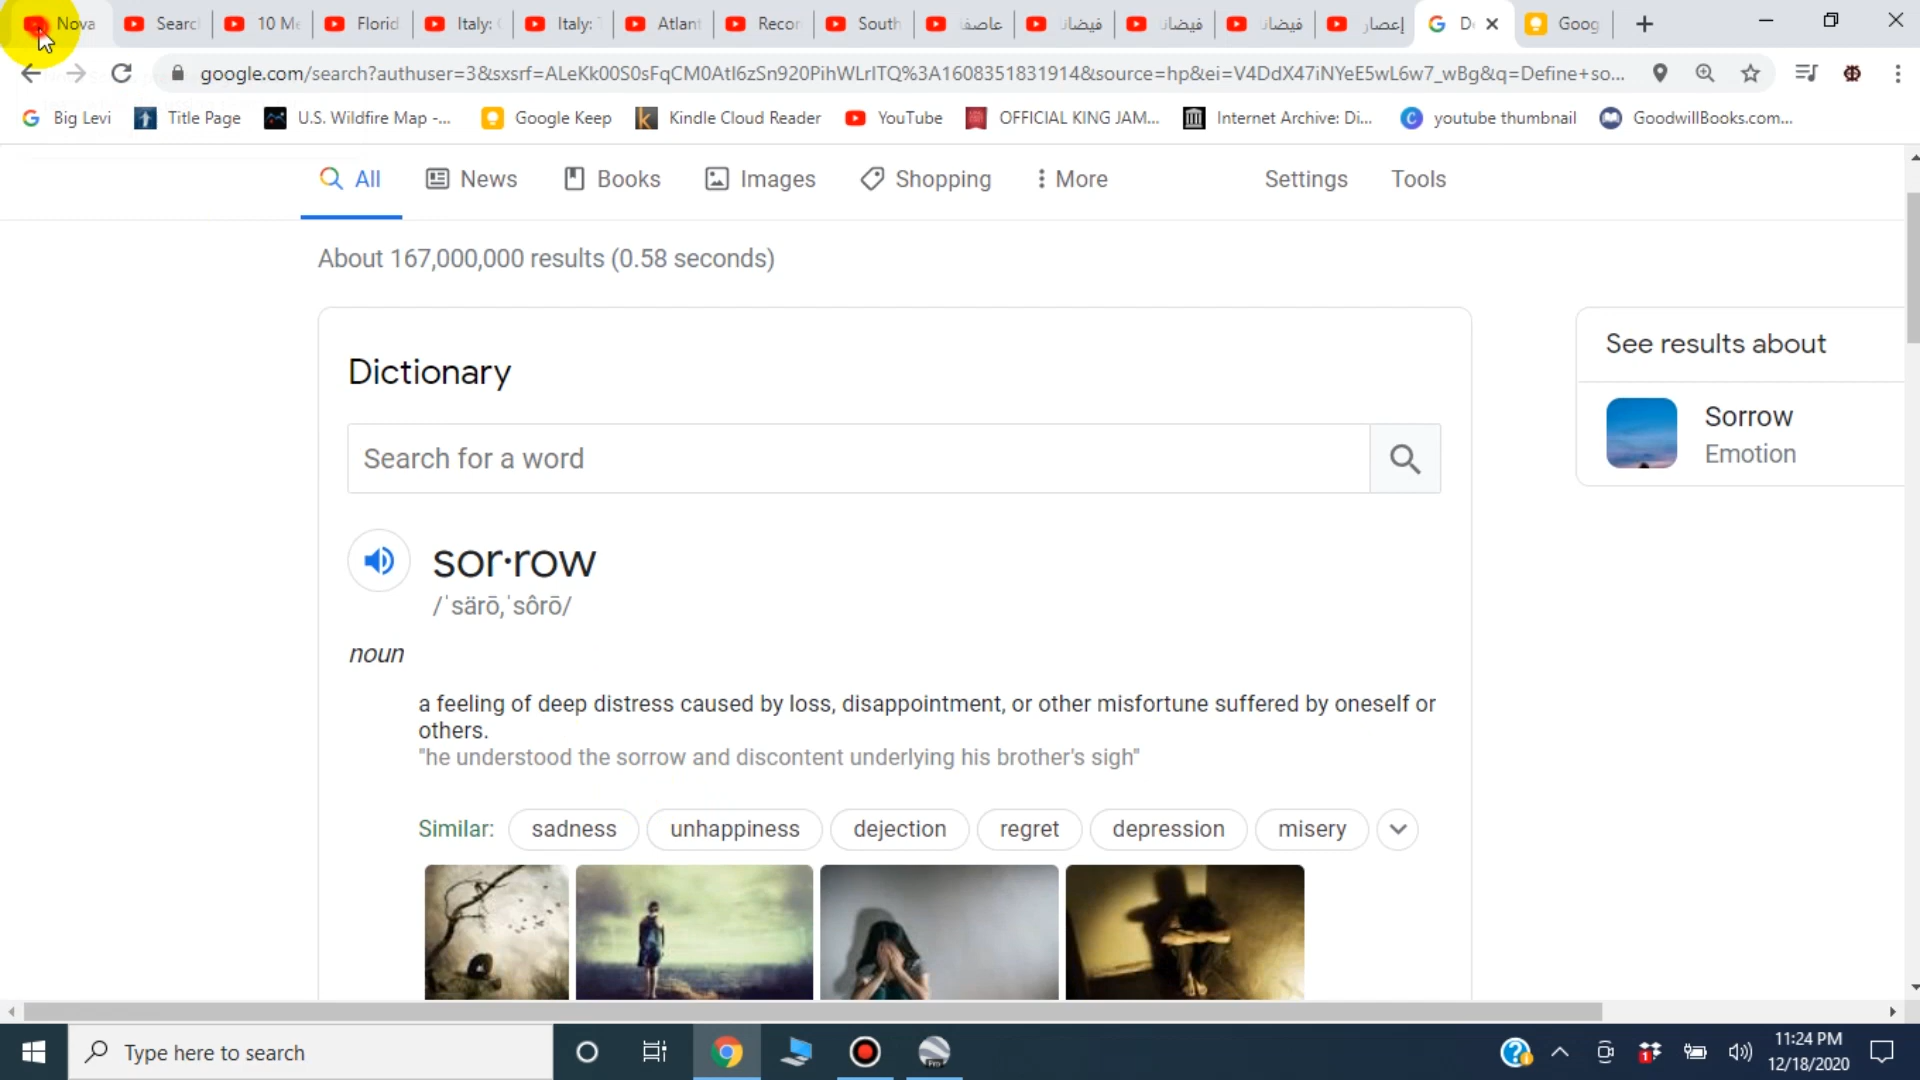 Nova
Searc
10 Me
Florid
Italy: (
Italy:
Atlant
Recor
South
عاصفة
فيضانا
فيضانا
فيضانا
إعصار
De
Goog
google.com/search?authuser=3&sxsrf=ALeKk00S0sFqCM0AtI6zSn920PihWLrITQ%3A1608351831914&source=hp&ei=V4DdX47iNYeE5wL6w7_wBg&q=Define+so...
Big Levi
Title Page
U.S. Wildfire Map -...
Google Keep
Kindle Cloud Reader
YouTube
OFFICIAL KING JAM...
Internet Archive: Di...
youtube thumbnail
GoodwillBooks.com...
All
News
Books
Images
Shopping
More
Settings
Tools
About 167,000,000 results (0.58 seconds)
Dictionary
See results about
Sorrow
Emotion
Search for a word
sor·row
/ˈsärō,ˈsôrō/
noun
a feeling of deep distress caused by loss, disappointment, or other misfortune suffered by oneself or
others.
"he understood the sorrow and discontent underlying his brother's sigh"
Similar:
sadness
unhappiness
dejection
regret
depression
misery
Type here to search
11:24 PM
12/18/2020